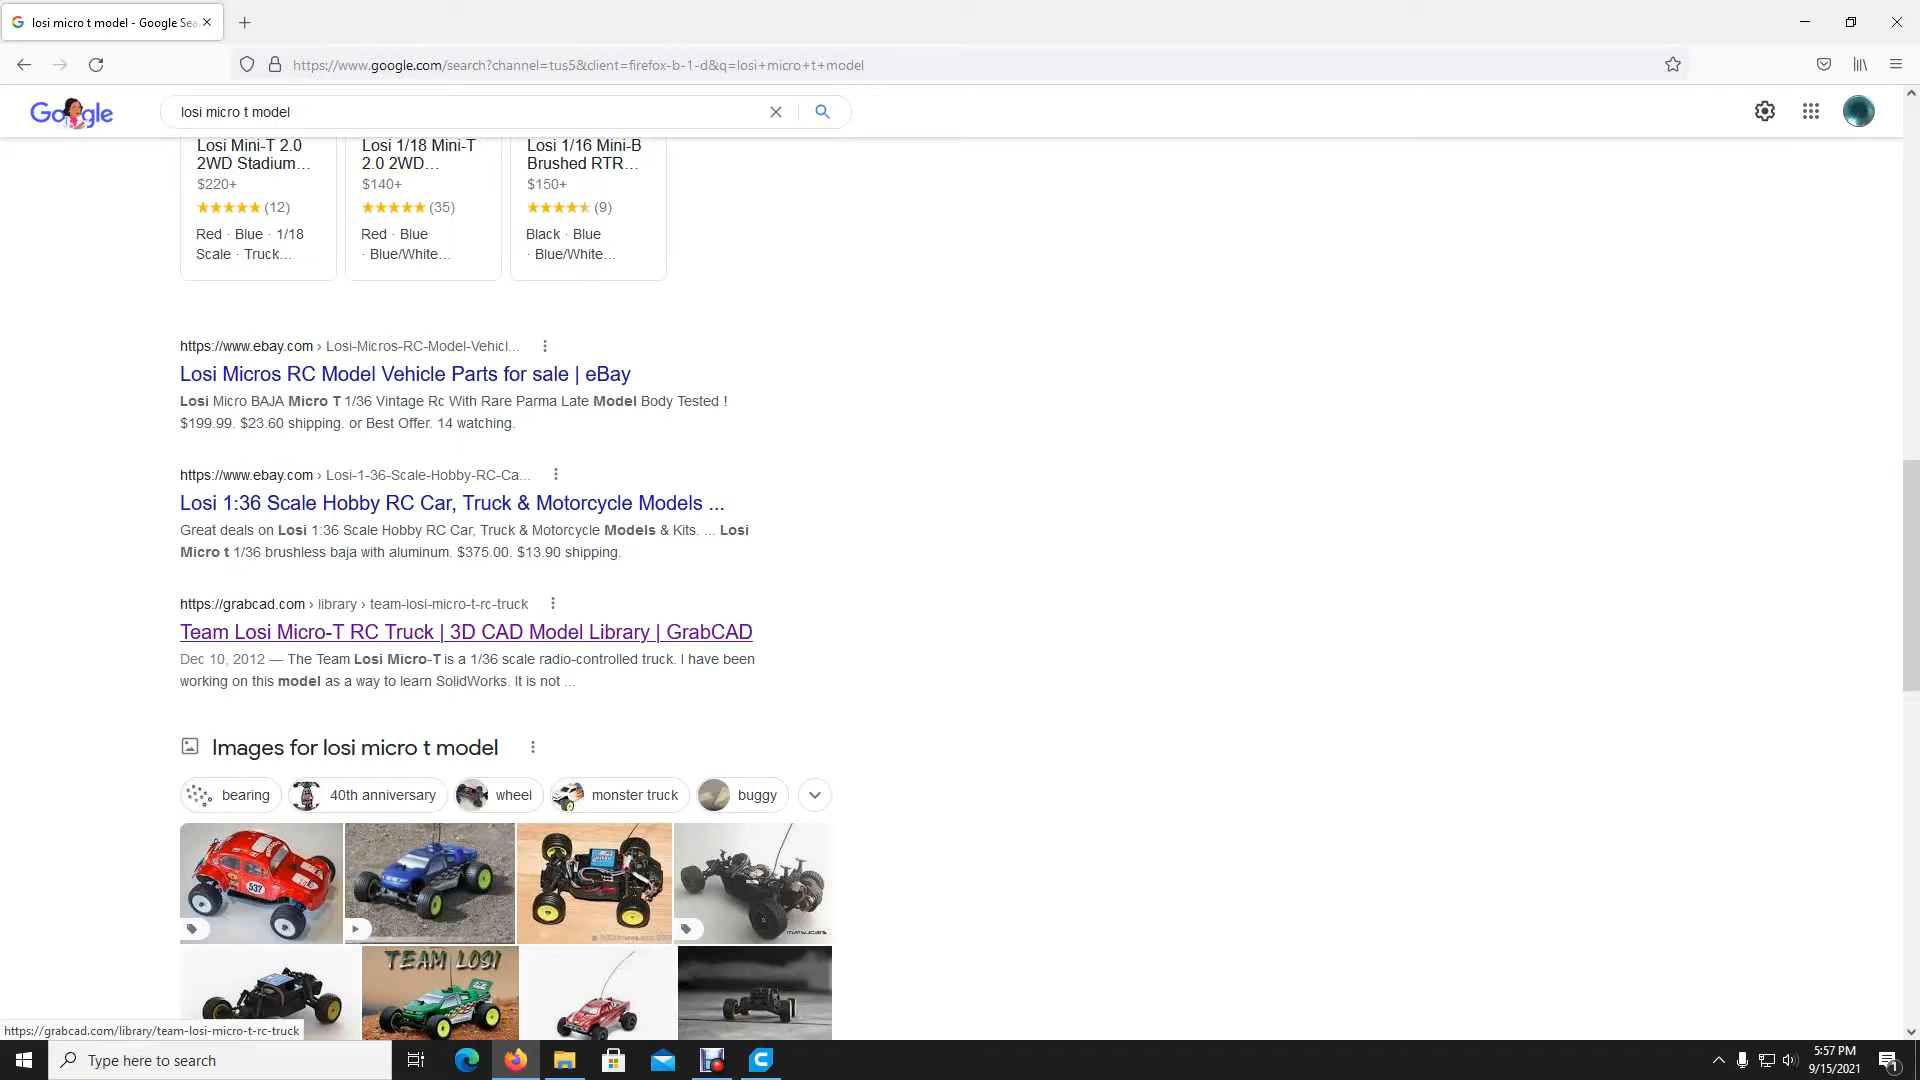 losi micro t model - Google Sea
https://www.google.com/search?channel=tus5&client=firefox-b-1-d&q=losi+micro+t+model
Google
losi micro t model
Losi Mini-T 2.0
2WD Stadium...
$220+
(12)
Red · Blue · 1/18
Scale · Truck...
Losi 1/18 Mini-T
2.0 2WD...
$140+
(35)
Red · Blue
· Blue/White...
Losi 1/16 Mini-B
Brushed RTR...
$150+
(9)
Black · Blue
· Blue/White...
https://www.ebay.com › Losi-Micros-RC-Model-Vehicl...
Losi Micros RC Model Vehicle Parts for sale | eBay
Losi Micro BAJA Micro T 1/36 Vintage Rc With Rare Parma Late Model Body Tested !
$199.99. $23.60 shipping. or Best Offer. 14 watching.
https://www.ebay.com › Losi-1-36-Scale-Hobby-RC-Ca...
Losi 1:36 Scale Hobby RC Car, Truck & Motorcycle Models ...
Great deals on Losi 1:36 Scale Hobby RC Car, Truck & Motorcycle Models & Kits. ... Losi
Micro t 1/36 brushless baja with aluminum. $375.00. $13.90 shipping.
https://grabcad.com › library › team-losi-micro-t-rc-truck
Team Losi Micro-T RC Truck | 3D CAD Model Library | GrabCAD
Dec 10, 2012 — The Team Losi Micro-T is a 1/36 scale radio-controlled truck. I have been
working on this model as a way to learn SolidWorks. It is not ...
Images for losi micro t model
bearing
40th anniversary
wheel
monster truck
buggy
537
TEAM LOSI
https://grabcad.com/library/team-losi-micro-t-rc-truck
Type here to search
5:57 PM
9/15/2021
1